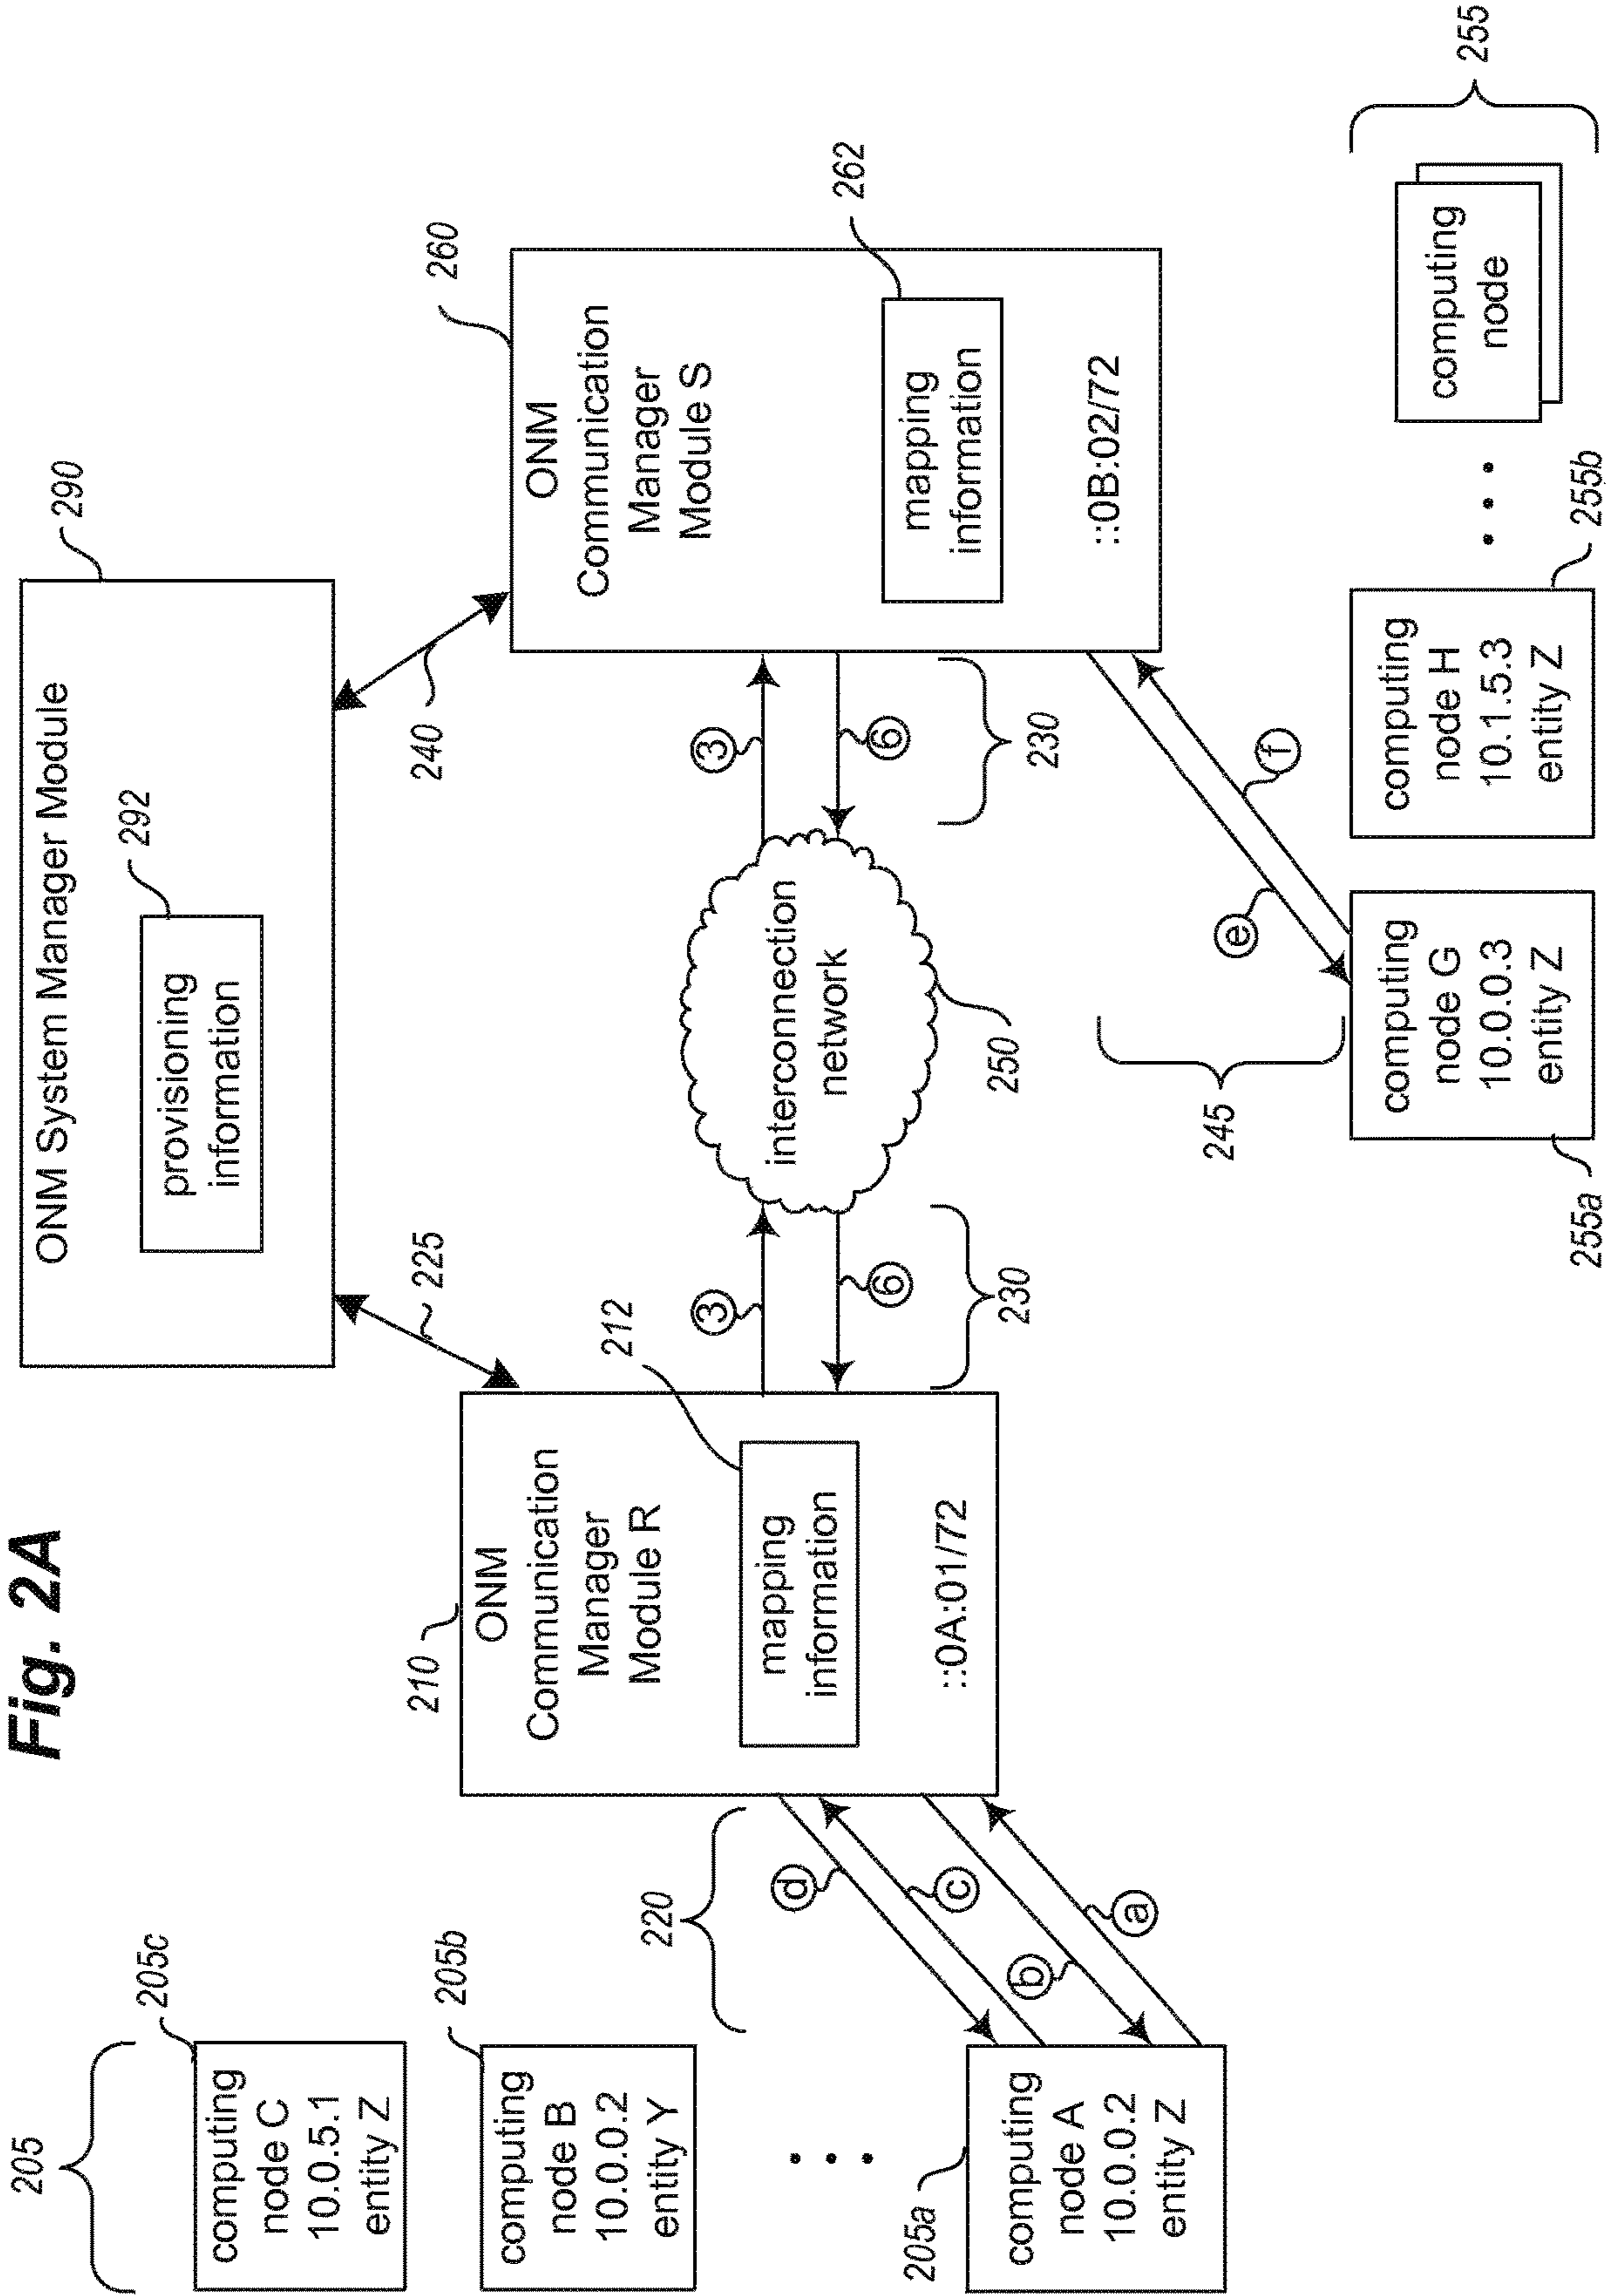 Fig. 2A
205
205c
computing
node C
10.0.5.1
entity Z
205b
computing
node B
10.0.0.2
entity Y
205a
computing
node A
10.0.0.2
entity Z
220
d
c
b
a
210
ONM
Communication
Manager
Module R
212
mapping
information
::0A:01/72
225
290
ONM System Manager Module
292
provisioning
information
240
3
6
230
interconnection
network
250
3
6
230
260
ONM
Communication
Manager
Module S
262
mapping
information
::0B:02/72
245
e
f
255a
computing
node G
10.0.0.3
entity Z
255b
computing
node H
10.1.5.3
entity Z
computing
node
255